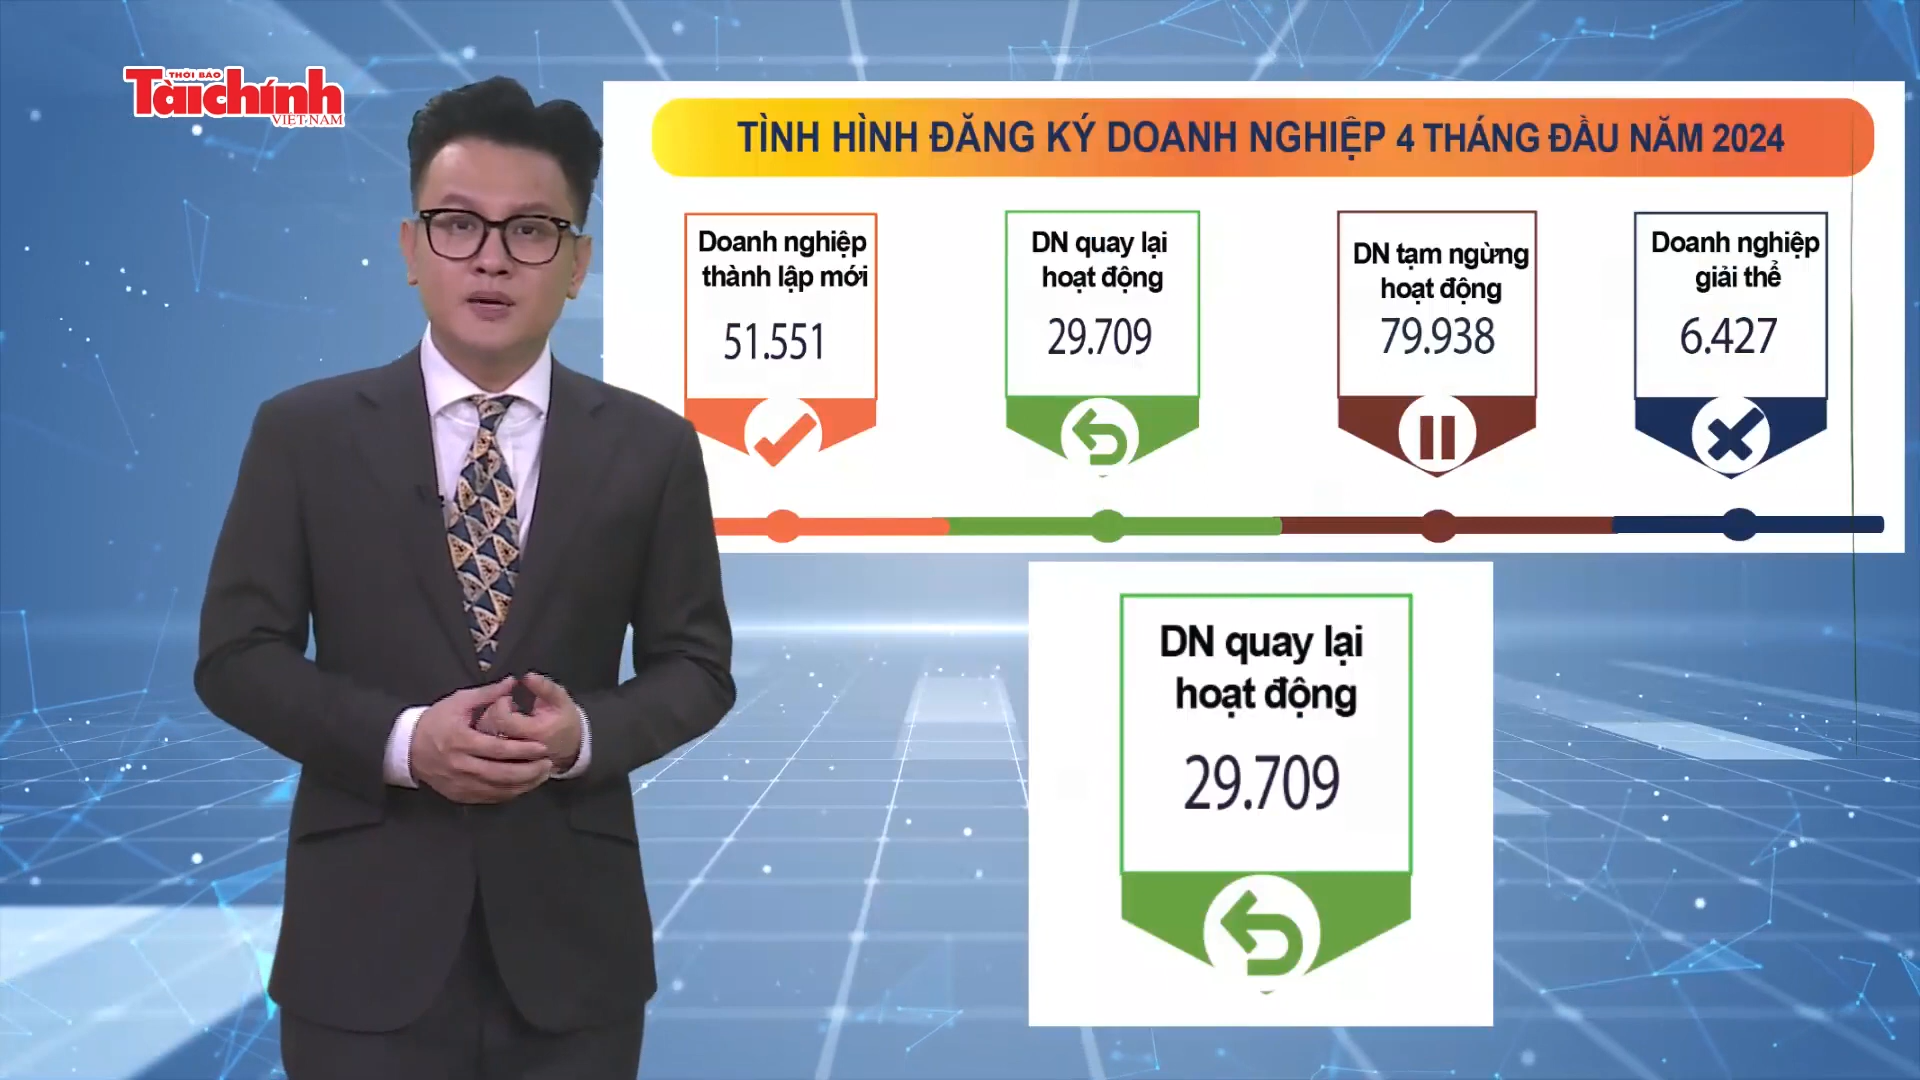 THỜI BÁO
Tàichính
VIỆT-NAM
TÌNH HÌNH ĐĂNG KÝ DOANH NGHIỆP 4 THÁNG ĐẦU NĂM 2024
Doanh nghiệp
thành lập mới
51.551
DN quay lại
hoạt động
29.709
DN tạm ngừng
hoạt động
79.938
Doanh nghiệp
giải thể
6.427
DN quay lại
hoạt động
29.709